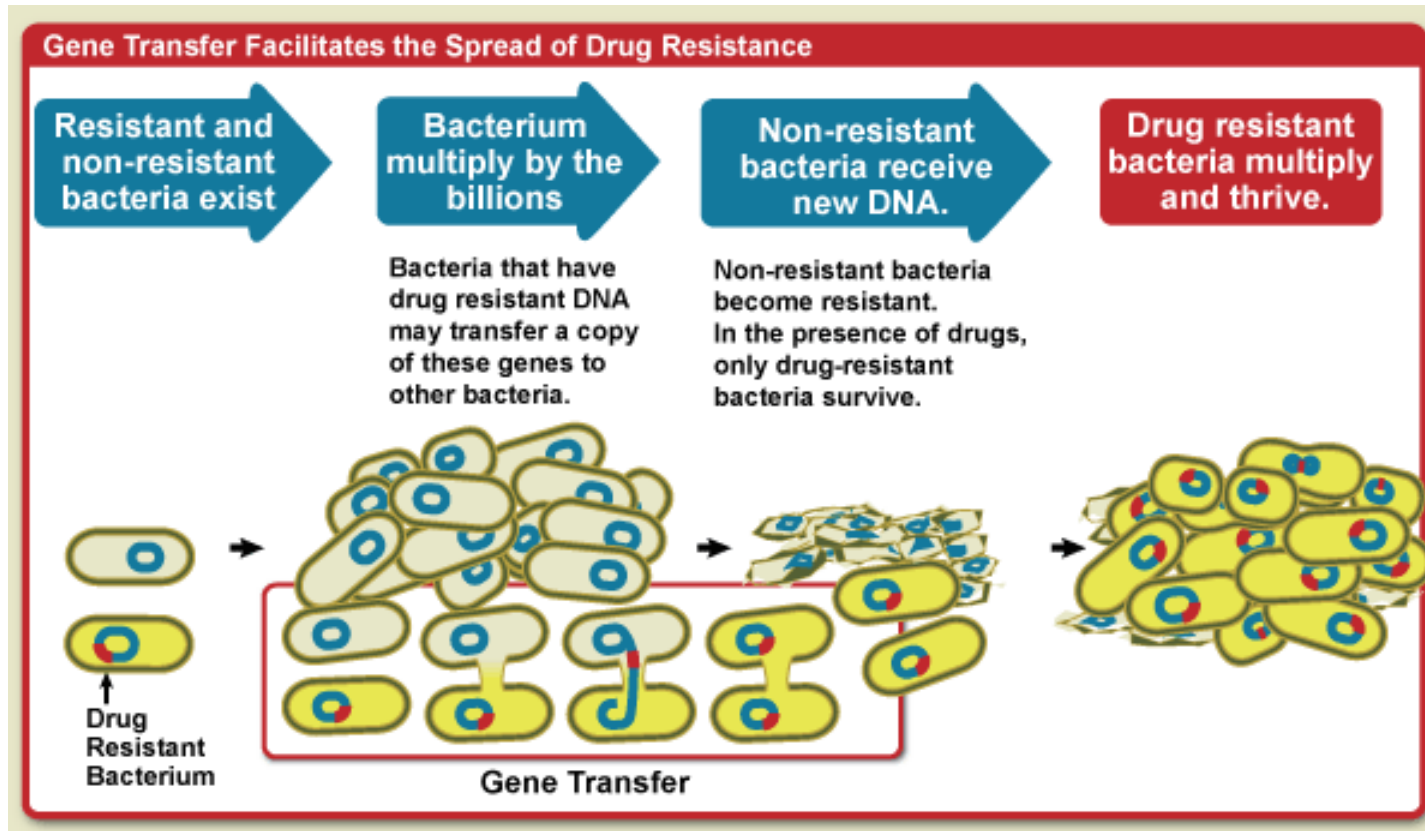 Gene Transfer Facilitates the Spread of Drug Resistance
Resistant and
non-resistant
bacteria exist
Bacterium
multiply by the
billions
Non-resistant
bacteria receive
new DNA.
Drug resistant
bacteria multiply
and thrive.
Bacteria that have
drug resistant DNA
may transfer a copy
of these genes to
other bacteria.
Non-resistant bacteria
become resistant.
In the presence of drugs,
only drug-resistant
bacteria survive.
Drug
Resistant
Bacterium
Gene Transfer